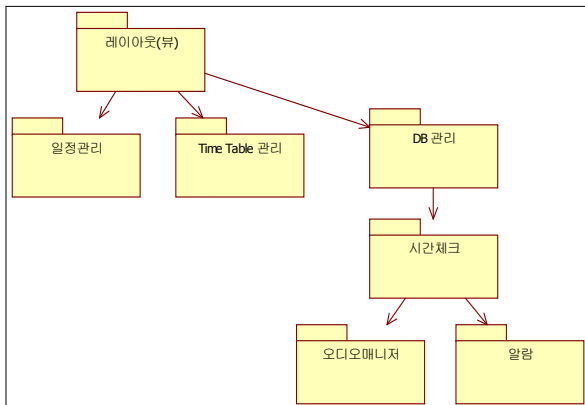 레이아웃(뷰)
일정관리
Time Table 관리
DB 관리
시간체크
오디오매니저
알람